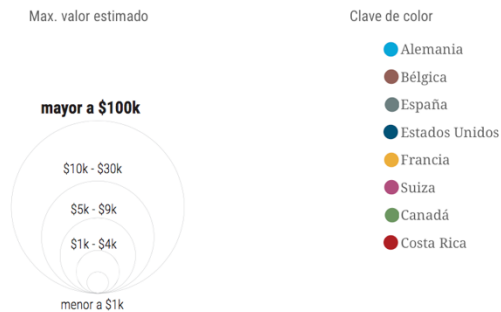 Max. valor estimado
mayor a $100k
$10k - $30k
$5k - $9k
$1k - $4k
menor a $1k
Clave de color
Alemania
Bélgica
España
Estados Unidos
Francia
Suiza
Canadá
Costa Rica